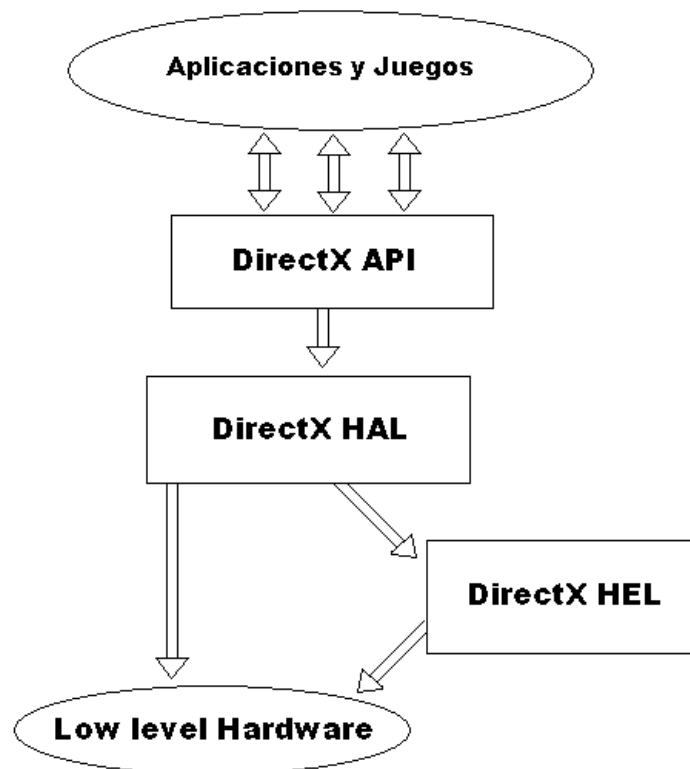 Aplicaciones y Juegos
DirectX API
DirectX HAL
DirectX HEL
Low level Hardware